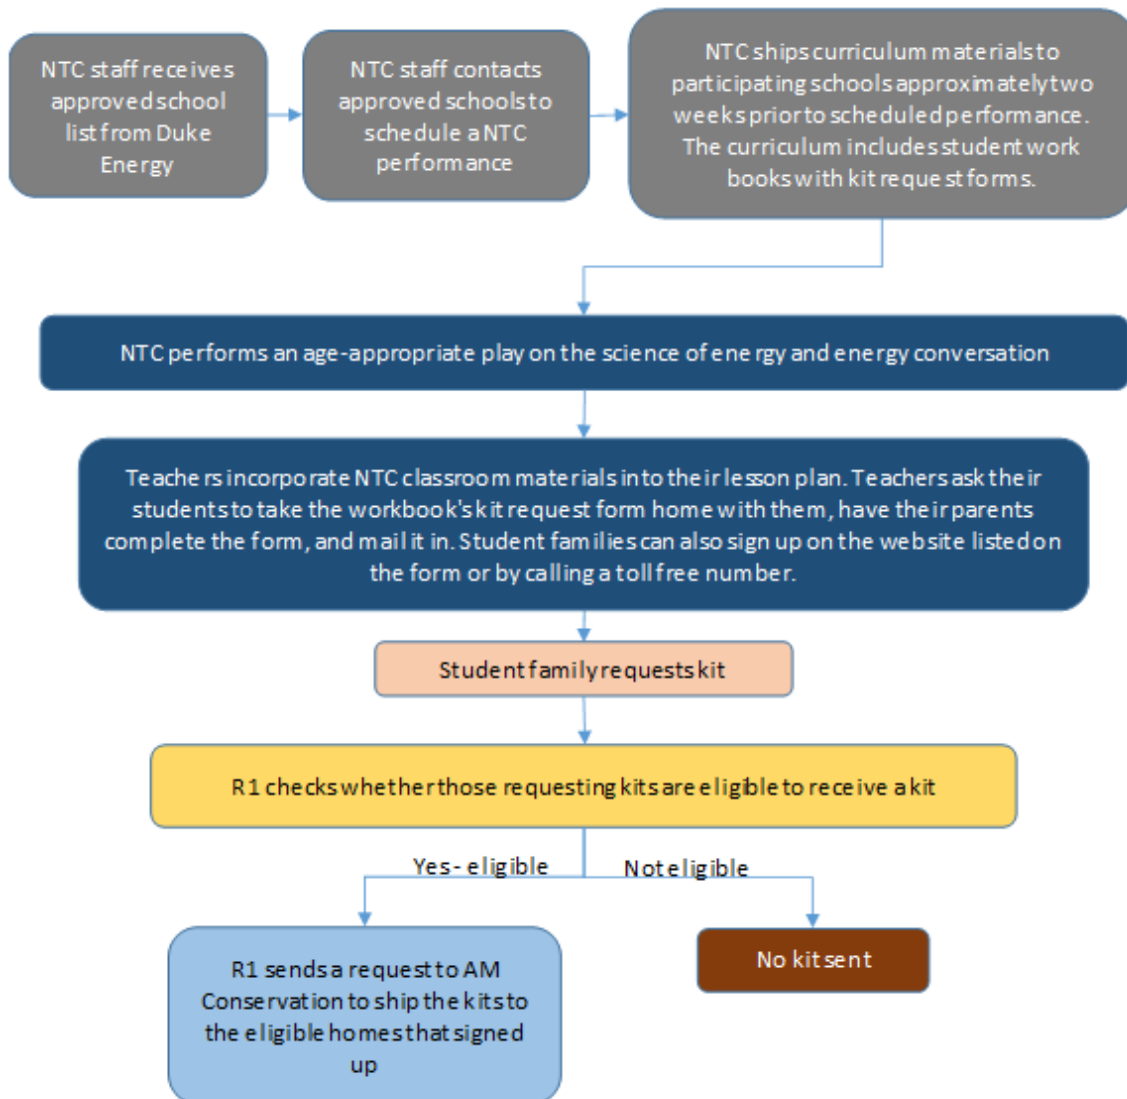 NTC staff receives
approved school
list from Duke
Energy
NTC staff contacts
approved schools to
schedule a NTC
performance
NTC ships curriculum materials to
participating schools approximately two
weeks prior to scheduled performance.
The curriculum includes student work
books with kit request forms.
NTC performs an age-appropriate play on the science of energy and energy conversation
Teachers incorporate NTC classroom materials into their lesson plan. Teachers ask their
students to take the workbook's kit request form home with them, have their parents
complete the form, and mail it in. Student families can also sign up on the website listed on
the form or by calling a toll free number.
Student family requests kit
R1 checks whether those requesting kits are eligible to receive a kit
Yes - eligible
Not eligible
R1 sends a request to AM
Conservation to ship the kits to
the eligible homes that signed
up
No kit sent